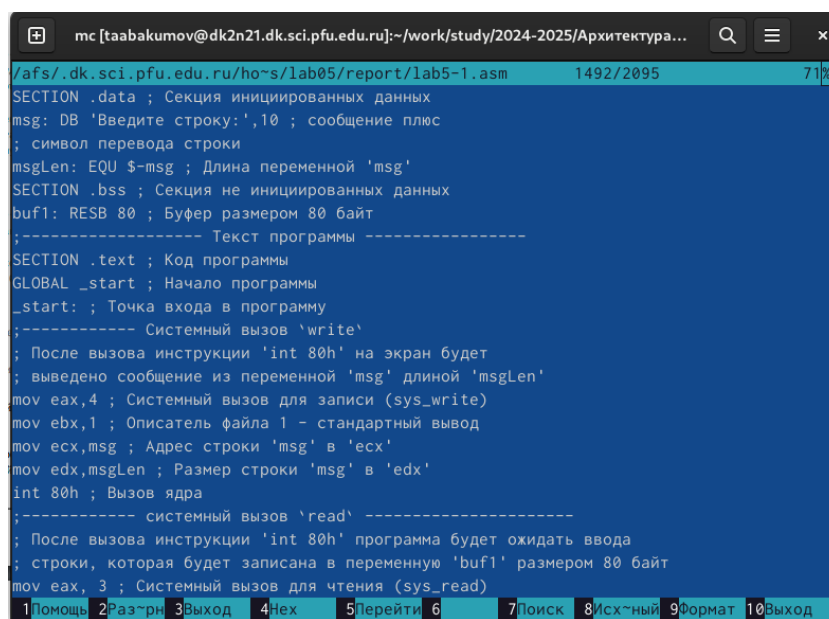 mc [taabakumov@dk2n21.dk.sci.pfu.edu.ru]:~/work/study/2024-2025/Архитектура...
/afs/.dk.sci.pfu.edu.ru/ho~s/lab05/report/lab5-1.asm 1492/2095 71%
SECTION .data ; Секция инициированных данных
msg: DB 'Введите строку:',10 ; сообщение плюс
; символ перевода строки
msgLen: EQU $-msg ; Длина переменной 'msg'
SECTION .bss ; Секция не инициированных данных
buf1: RESB 80 ; Буфер размером 80 байт
;------------------- Текст программы -----------------
SECTION .text ; Код программы
GLOBAL _start ; Начало программы
_start: ; Точка входа в программу
;------------ Системный вызов `write`
; После вызова инструкции 'int 80h' на экран будет
; выведено сообщение из переменной 'msg' длиной 'msgLen'
mov eax,4 ; Системный вызов для записи (sys_write)
mov ebx,1 ; Описатель файла 1 - стандартный вывод
mov ecx,msg ; Адрес строки 'msg' в 'ecx'
mov edx,msgLen ; Размер строки 'msg' в 'edx'
int 80h ; Вызов ядра
;------------ системный вызов `read` ----------------------
; После вызова инструкции 'int 80h' программа будет ожидать ввода
; строки, которая будет записана в переменную 'buf1' размером 80 байт
mov eax, 3 ; Системный вызов для чтения (sys_read)
1Помощь 2Раз~рн 3Выход 4Hex 5Перейти 6 7Поиск 8Исх~ный 9Формат 10Выход